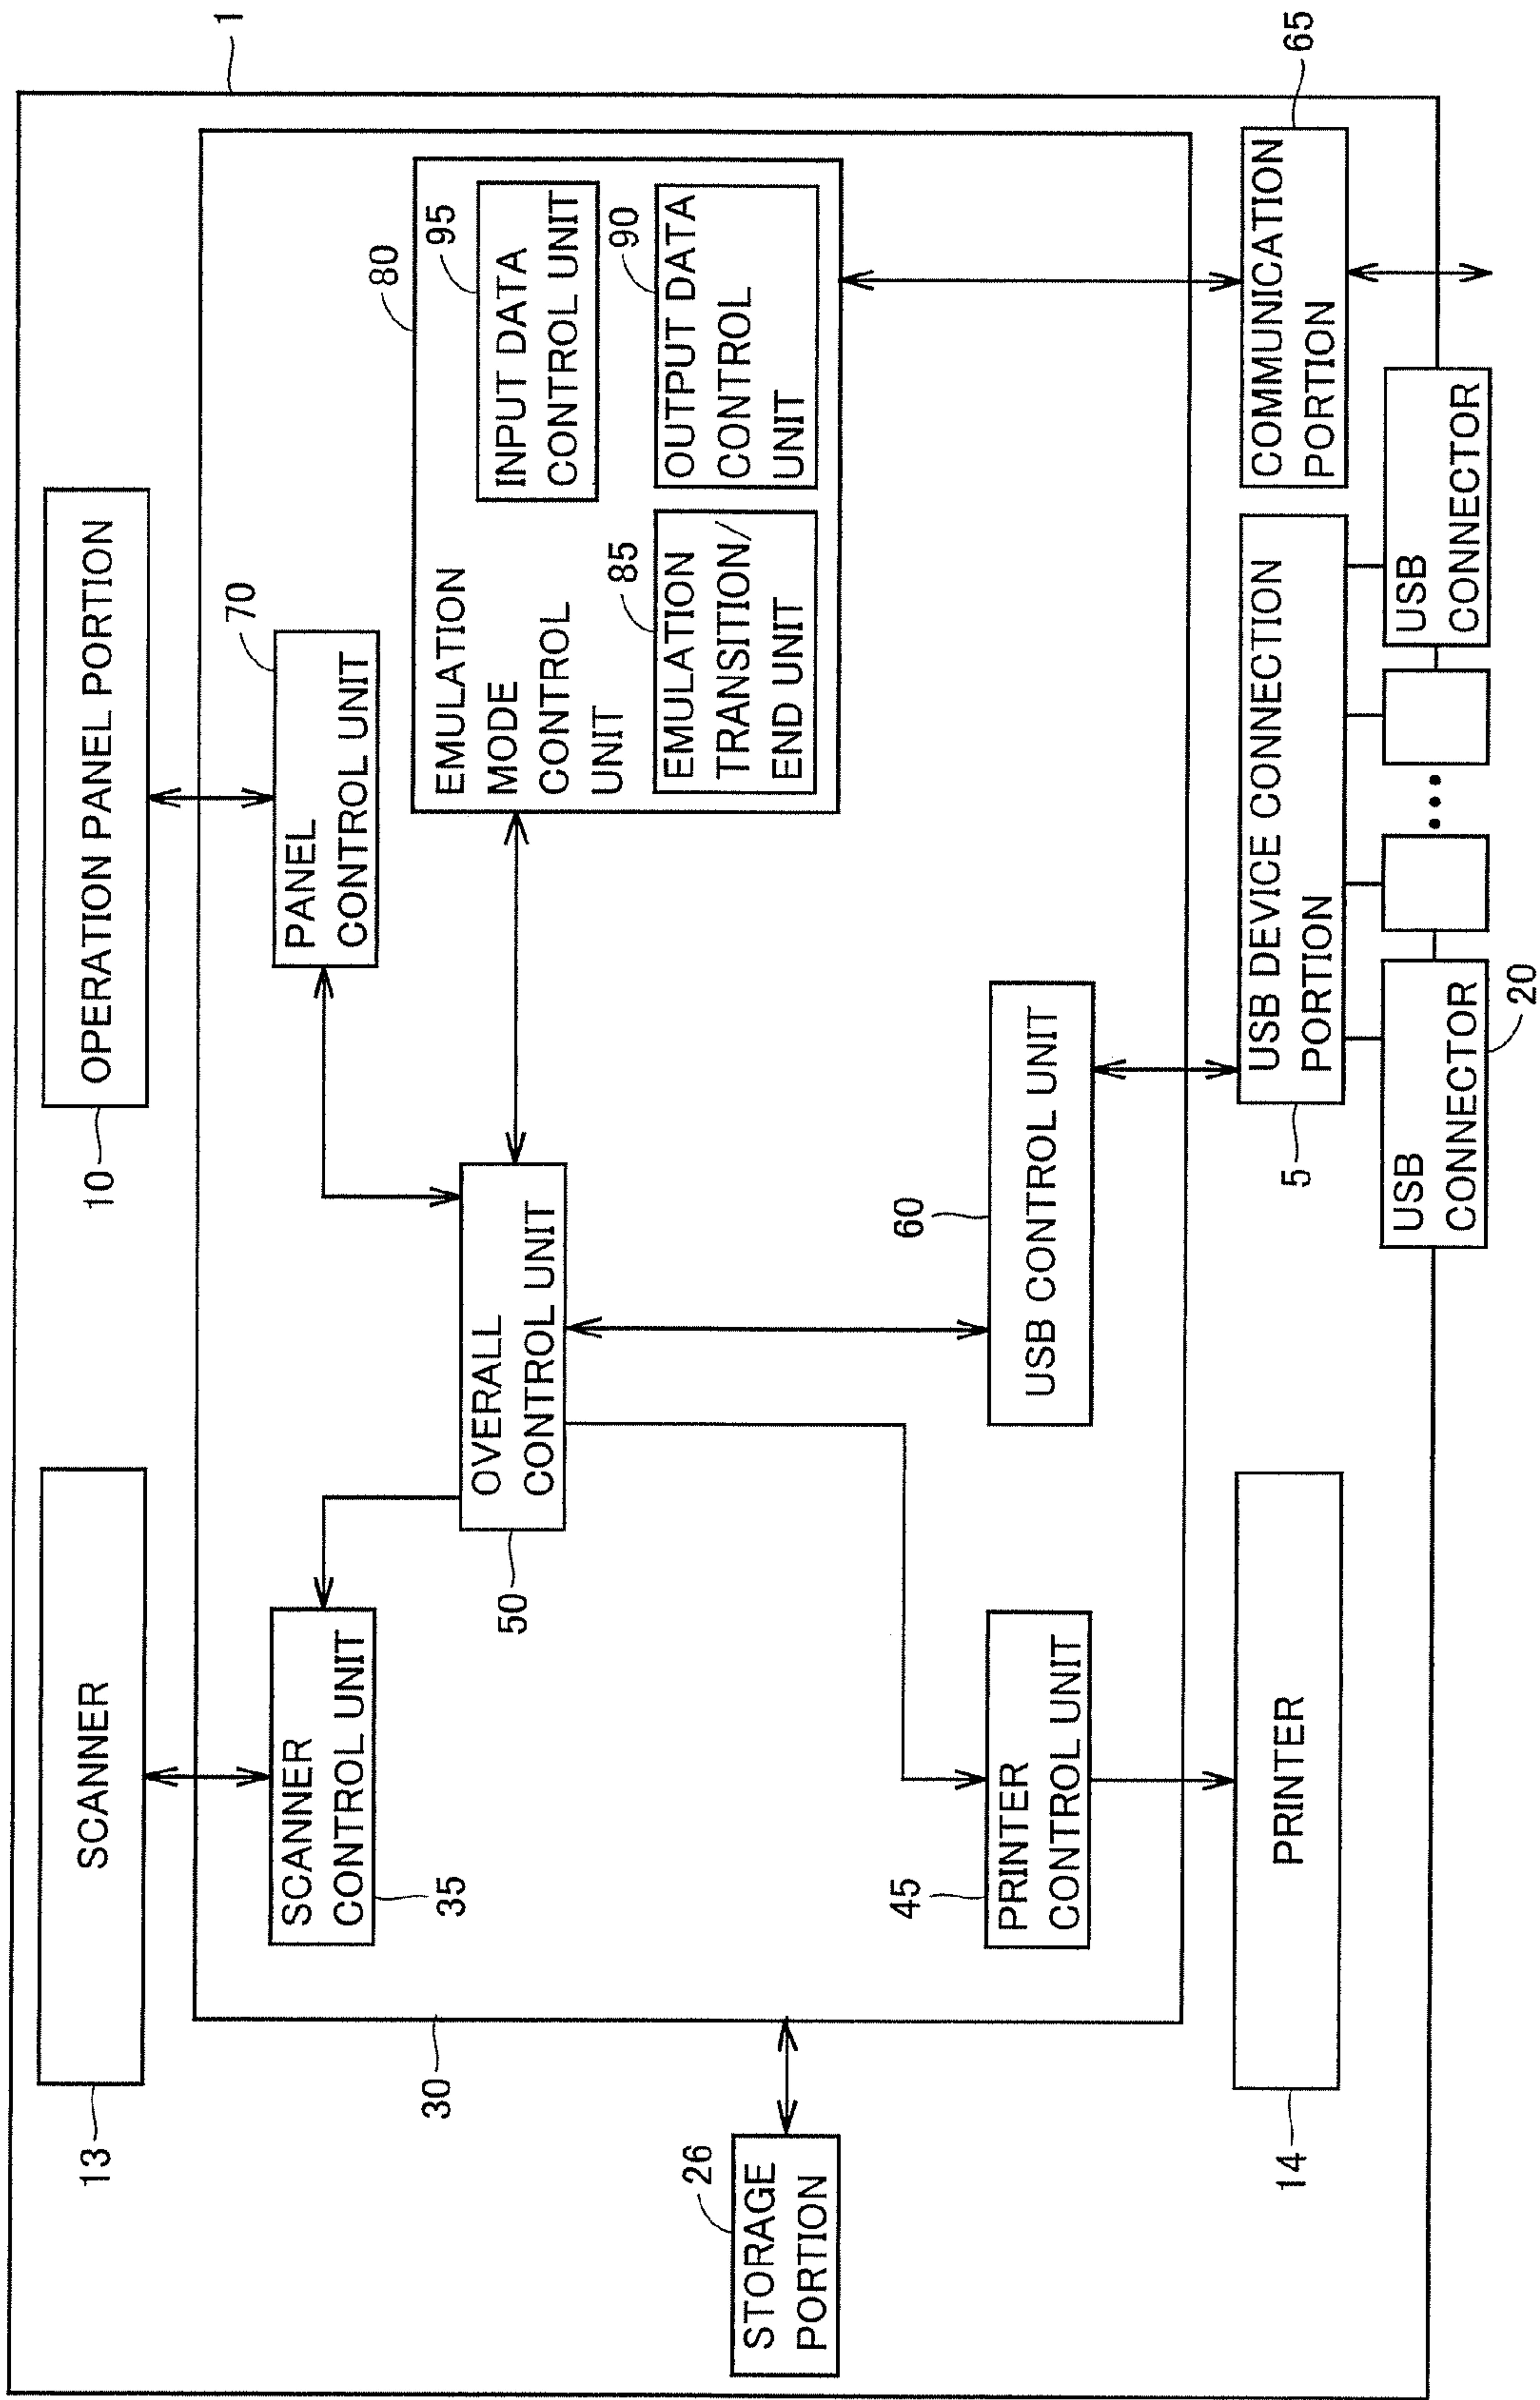 1
13
SCANNER
10
OPERATION PANEL PORTION
SCANNER
CONTROL UNIT
35
PANEL
CONTROL UNIT
70
30
OVERALL
CONTROL UNIT
50
80
EMULATION
MODE
CONTROL
UNIT
95
INPUT DATA
CONTROL UNIT
85
EMULATION
TRANSITION/
END UNIT
90
OUTPUT DATA
CONTROL
UNIT
26
STORAGE
PORTION
45
PRINTER
CONTROL UNIT
60
USB CONTROL UNIT
14
PRINTER
5
USB DEVICE CONNECTION
PORTION
65
COMMUNICATION
PORTION
USB
CONNECTOR
20
USB
CONNECTOR